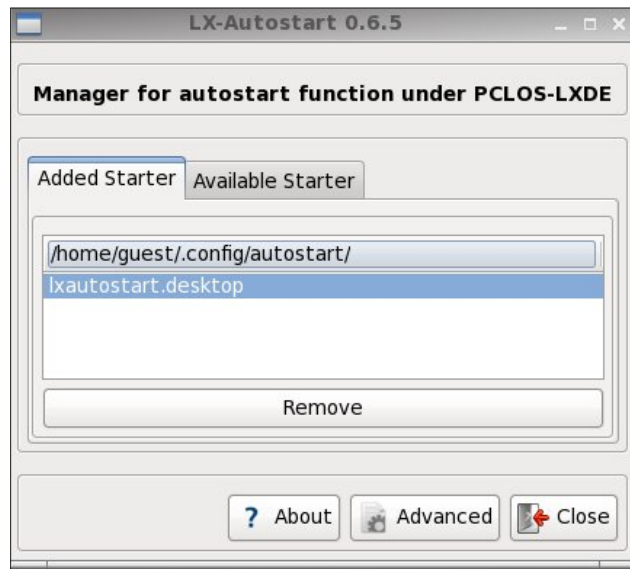 LX-Autostart 0.6.5
Manager for autostart function under PCLOS-LXDE
Added Starter Available Starter
/home/guest/.config/autostart/
lxautostart.desktop
Remove
? About Advanced Close